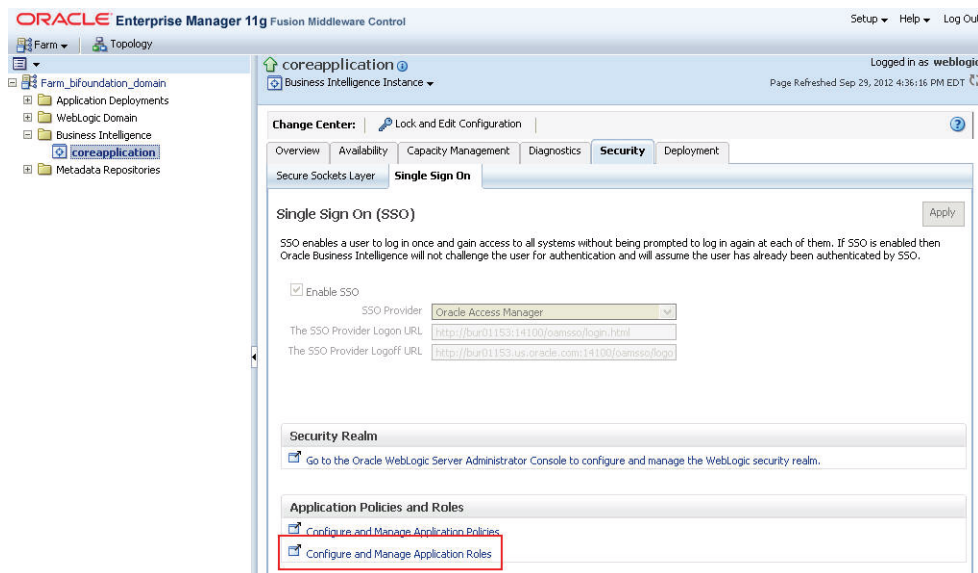 ORACLE Enterprise Manager 11g Fusion Middleware Control
Setup Help Log Out
Farm Topology
Farm_bifoundation_domain
Application Deployments
WebLogic Domain
Business Intelligence
coreapplication
Metadata Repositories
coreapplication
Logged in as weblogic
Business Intelligence Instance
Page Refreshed Sep 29, 2012 4:36:16 PM EDT
Change Center: Lock and Edit Configuration
Overview Availability Capacity Management Diagnostics Security Deployment
Secure Sockets Layer Single Sign On
Single Sign On (SSO)
Apply
SSO enables a user to log in once and gain access to all systems without being prompted to log in again at each of them. If SSO is enabled then
Oracle Business Intelligence will not challenge the user for authentication and will assume the user has already been authenticated by SSO.
Enable SSO
SSO Provider Oracle Access Manager
The SSO Provider Logon URL http://bur01153:14100/oamsso/login.html
The SSO Provider Logoff URL http://bur01153.us.oracle.com:14100/oamsso/logo
Security Realm
Go to the Oracle WebLogic Server Administrator Console to configure and manage the WebLogic security realm.
Application Policies and Roles
Configure and Manage Application Policies
Configure and Manage Application Roles